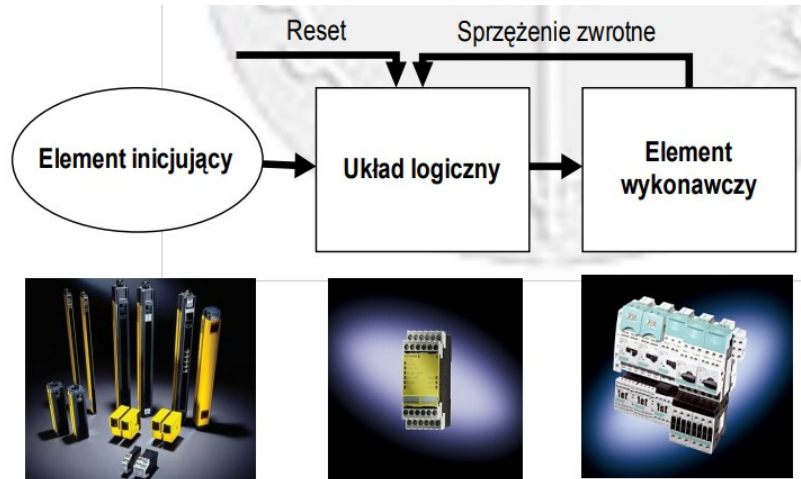 Reset
Sprzężenie zwrotne
Element inicjujący
Układ logiczny
Element
wykonawczy